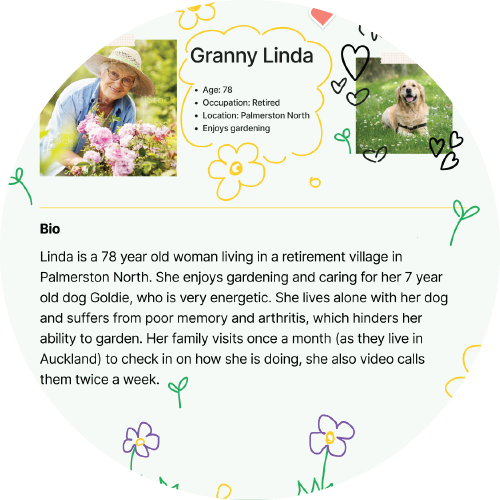 Granny Linda
• Age: 78
• Occupation: Retired
• Location: Palmerston North
• Enjoys gardening
Bio
Linda is a 78 year old woman living in a retirement village in
Palmerston North. She enjoys gardening and caring for her 7 year
old dog Goldie, who is very energetic. She lives alone with her dog
and suffers from poor memory and arthritis, which hinders her
ability to garden. Her family visits once a month (as they live in
Auckland) to check in on how she is doing, she also video calls
them twice a week.